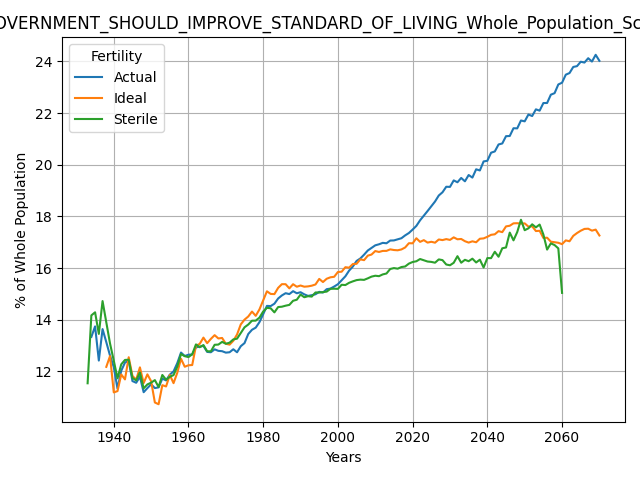 OVERNMENT_SHOULD_IMPROVE_STANDARD_OF_LIVING_Whole_Population_Sc
Fertility
Actual
Ideal
Sterile
% of Whole Population
24
22
20
18
16
14
12
1940
1960
1980
2000
2020
2040
2060
Years